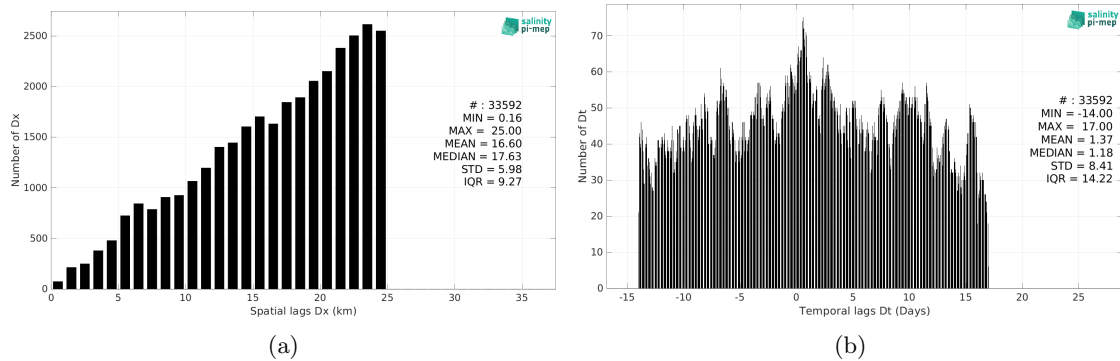 salinity
pi-mep
2500
2000
1500
1000
500
0
Number of Dx
# : 33592
MIN = 0.16
MAX = 25.00
MEAN = 16.60
MEDIAN = 17.63
STD = 5.98
IQR = 9.27
0 5 10 15 20 25 30 35
Spatial lags Dx (km)
(a)
salinity
pi-mep
70
60
50
40
30
20
10
0
Number of Dt
# : 33592
MIN = -14.00
MAX = 17.00
MEAN = 1.37
MEDIAN = 1.18
STD = 8.41
IQR = 14.22
-15 -10 -5 0 5 10 15 20 25
Temporal lags Dt (Days)
(b)